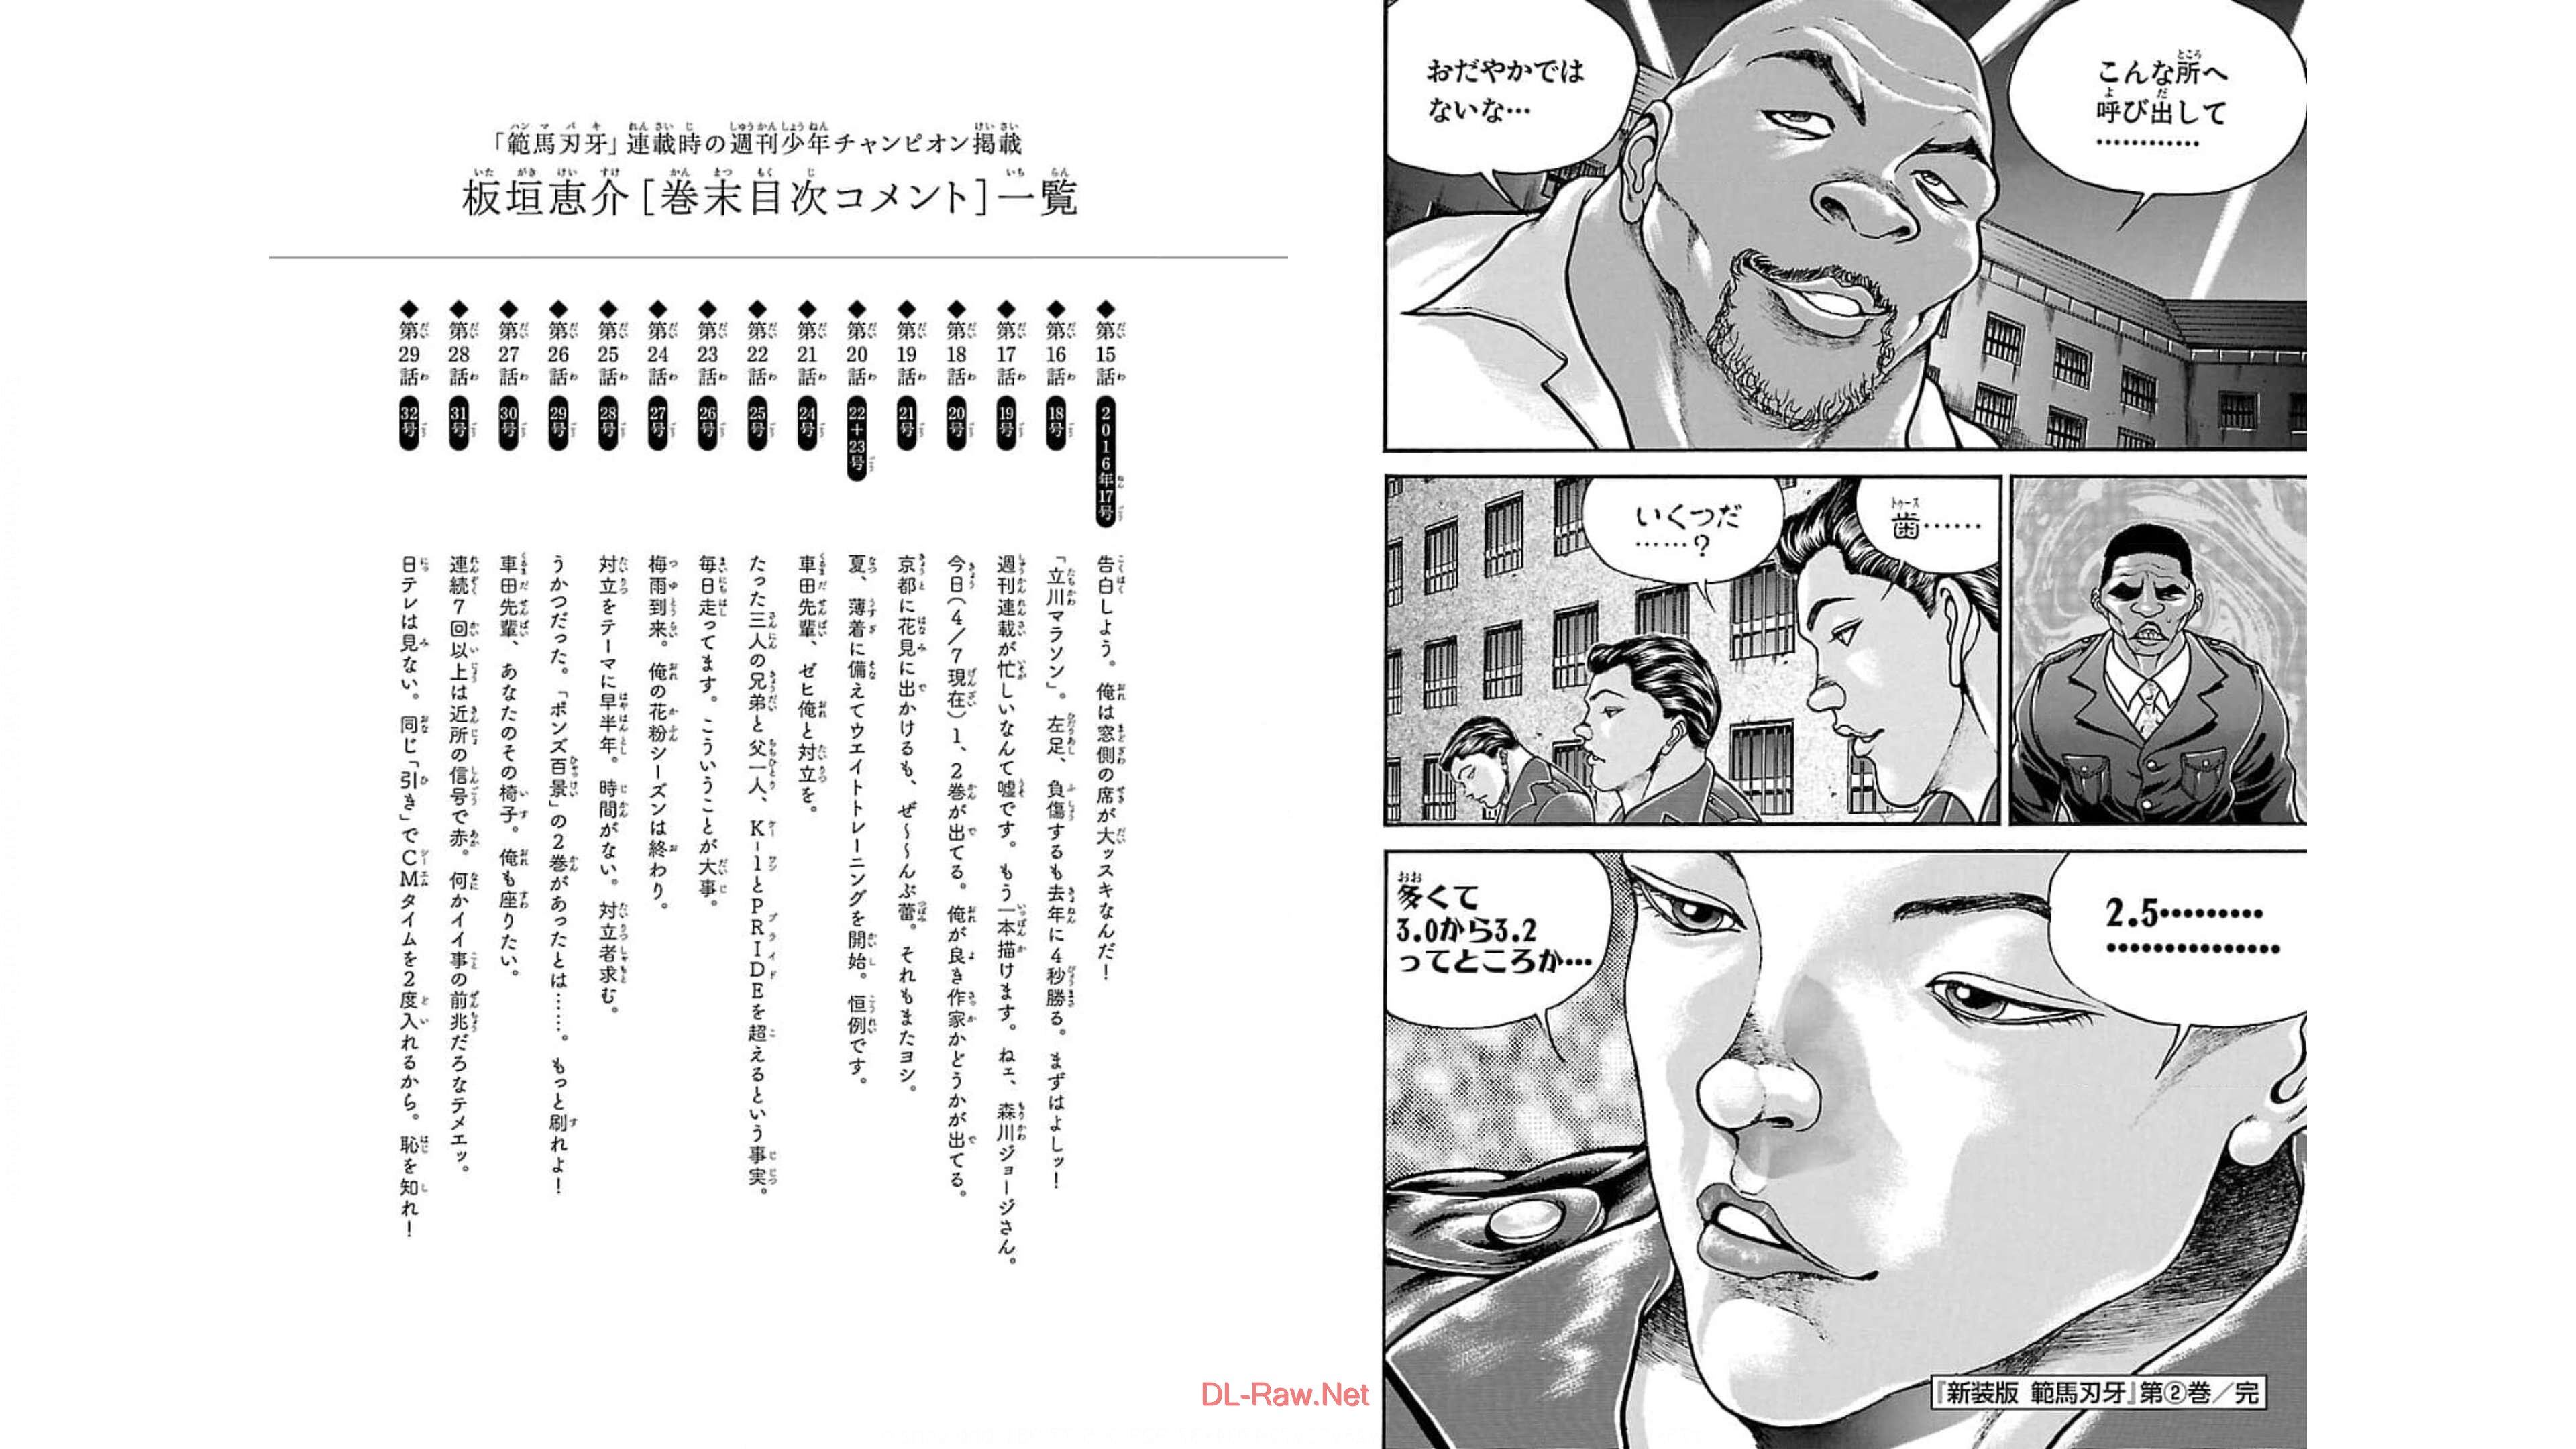 こんな所へ
呼び出して
…………
おだやかでは
ないな…
歯……
トゥース
いくつだ
……?
2.5………
……………
多くて
3.0から3.2
ってところか…
『新装版 範馬刃牙』第②巻/完
「範馬刃牙」連載時の週刊少年チャンピオン掲載
板垣恵介[巻末目次コメント]一覧
◆第15話 2016年17号 告白しよう。俺は窓側の席が大ッスキなんだ!
◆第16話 18号 「立川マラソン」。左足、負傷するも去年に4秒勝る。まずはよしッ!
◆第17話 19号 週刊連載が忙しいなんて嘘です。もう一本描けます。ねェ、森川ジョージさん。
◆第18話 20号 今日(4/7現在)1、2巻が出てる。俺が良き作家かどうかが出てる。
◆第19話 21号 京都に花見に出かけるも、ぜ〜〜んぶ蕾。それもまたヨシ。
◆第20話 22+23号 夏、薄着に備えてウエイトトレーニングを開始。恒例です。
◆第21話 24号 車田先輩、ゼヒ俺と対立を。
◆第22話 25号 たった三人の兄弟と父一人、K-1とPRIDEを超えるという事実。
◆第23話 26号 毎日走ってます。こういうことが大事。
◆第24話 27号 梅雨到来。俺の花粉シーズンは終わり。
◆第25話 28号 対立をテーマに早半年。時間がない。対立者求む。
◆第26話 29号 うかつだった。「ポンズ百景」の2巻があったとは……。もっと刷れよ!
◆第27話 30号 車田先輩、あなたのその椅子。俺も座りたい。
◆第28話 31号 連続7回以上は近所の信号で赤。何かイイ事の前兆だろなテメエッ。
◆第29話 32号 日テレは見ない。同じ「引き」でCMタイムを2度入れるから。恥を知れ!
DL-Raw.Net